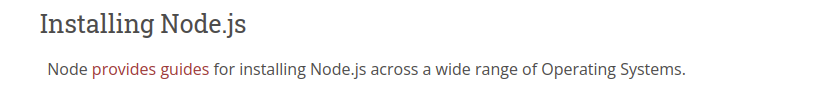 Installing Node.js
Node provides guides for installing Node.js across a wide range of Operating Systems.